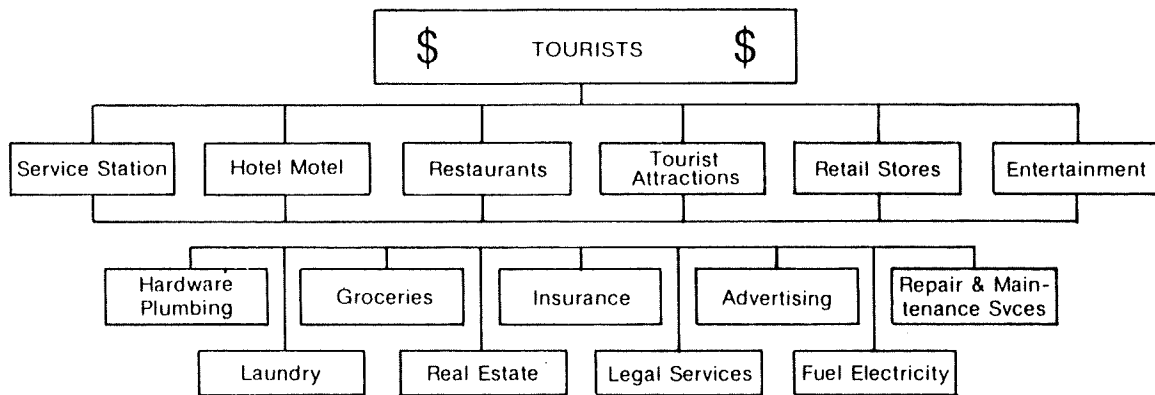 $ TOURISTS $
Service Station
Hotel Motel
Restaurants
Tourist
Attractions
Retail Stores
Entertainment
Hardware
Plumbing
Groceries
Insurance
Advertising
Repair & Main-
tenance Svces
Laundry
Real Estate
Legal Services
Fuel Electricity